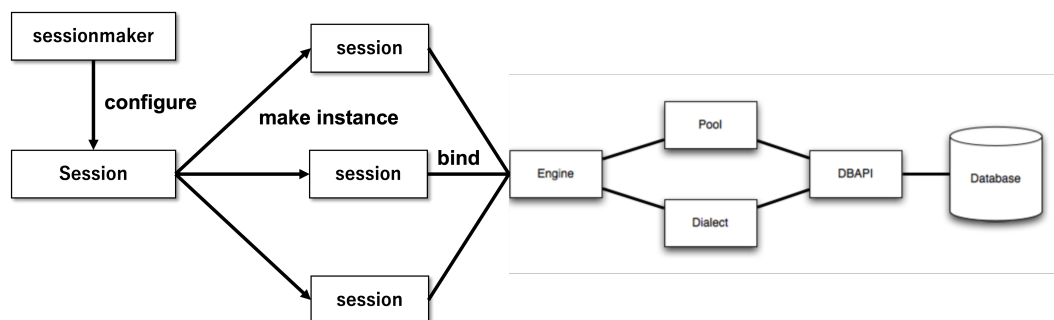 sessionmaker
configure
Session
make instance
session
session
session
bind
Engine
Pool
Dialect
DBAPI
Database